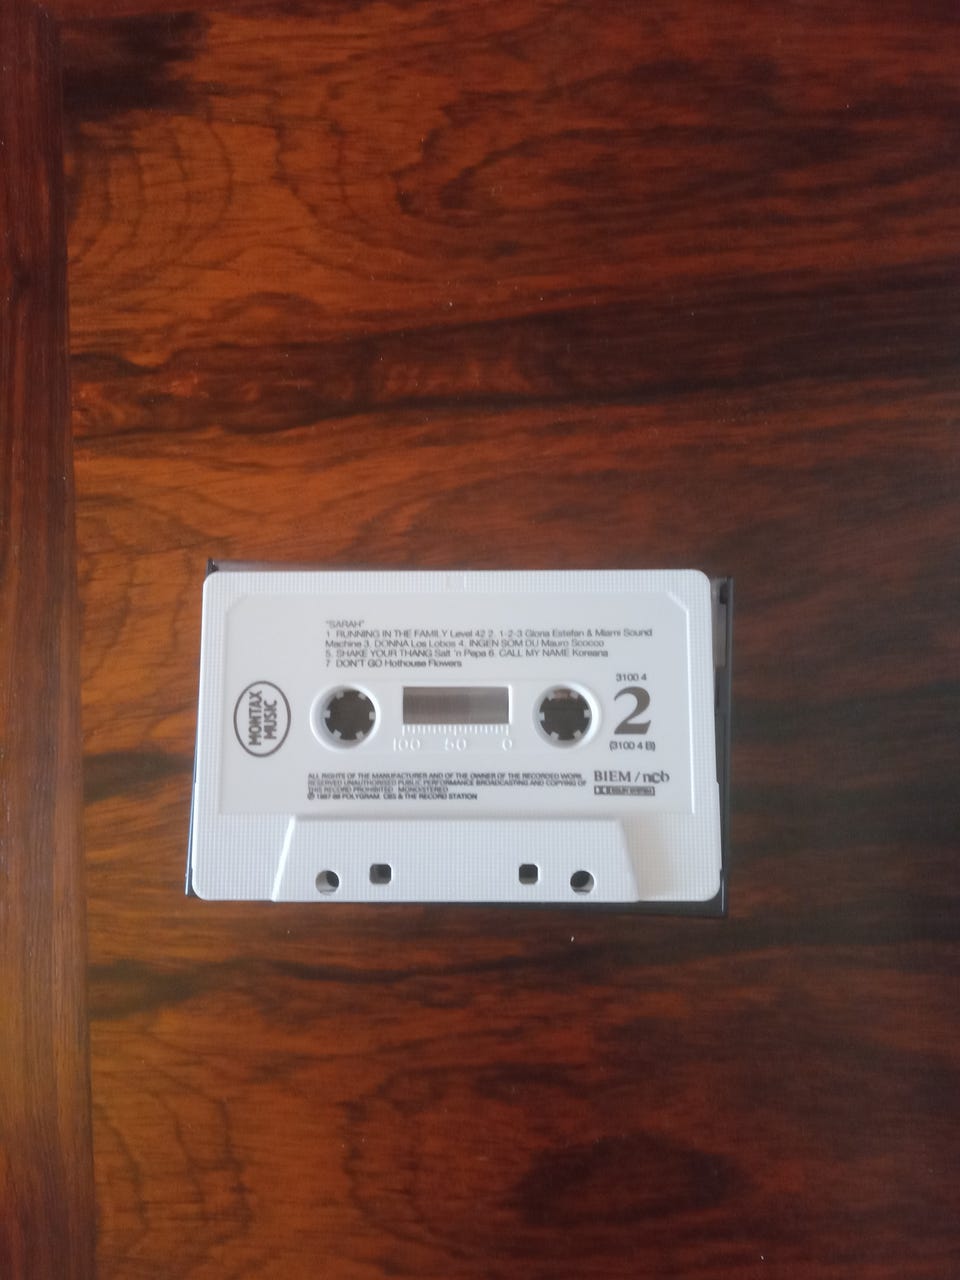 "SARAH"
1 RUNNING IN THE FAMILY Level 42 2. 1-2-3 Gloria Estefan & Miami Sound
Machine 3. DONNA Los Lobos 4. INGEN SOM DU Mauro Scocco
5. SHAKE YOUR THANG Salt 'n Pepa 6. CALL MY NAME Koreana
7 DON'T GO Hothouse Flowers
3100 4
2
(3100 4 B)
MONTAX
MUSIC
100 50 0
ALL RIGHTS OF THE MANUFACTURER AND OF THE OWNER OF THE RECORDED WORK
RESERVED UNAUTHORISED PUBLIC PERFORMANCE BROADCASTING AND COPYING OF
THIS RECORD PROHIBITED MONO/STEREO
℗ 1987-88 POLYGRAM CBS & THE RECORD STATION
BIEM / ncb
DOLBY SYSTEM